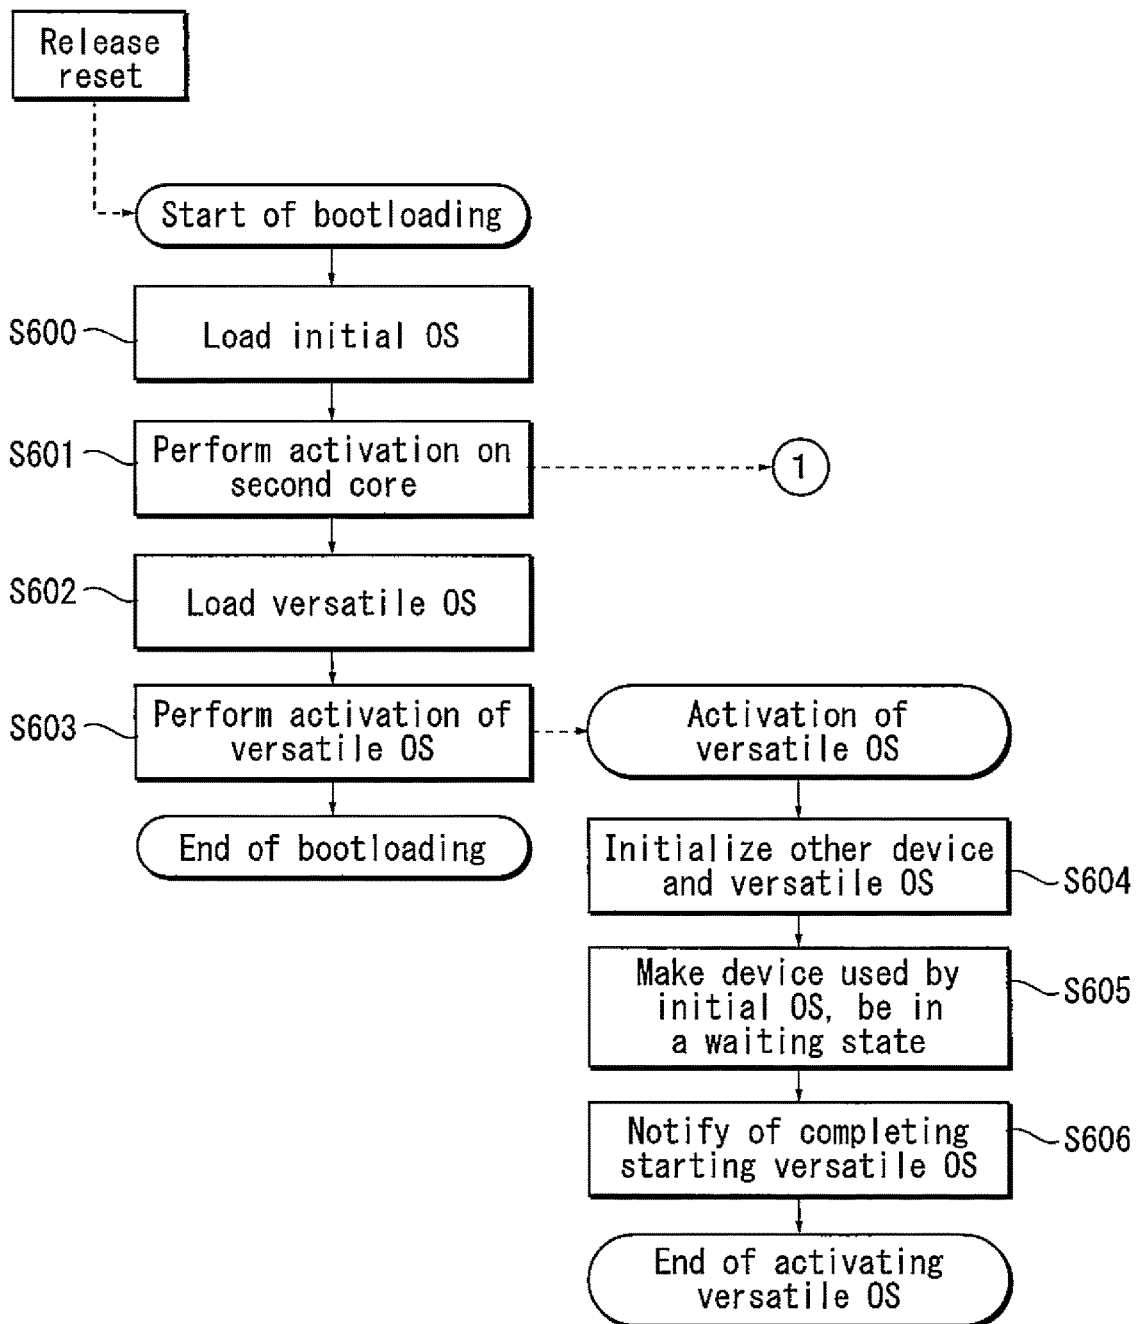 Release
reset
Start of bootloading
S600
Load initial OS
S601
Perform activation on
second core
1
S602
Load versatile OS
S603
Perform activation of
versatile OS
End of bootloading
Activation of
versatile OS
Initialize other device
and versatile OS
S604
Make device used by
initial OS, be in
a waiting state
S605
Notify of completing
starting versatile OS
S606
End of activating
versatile OS